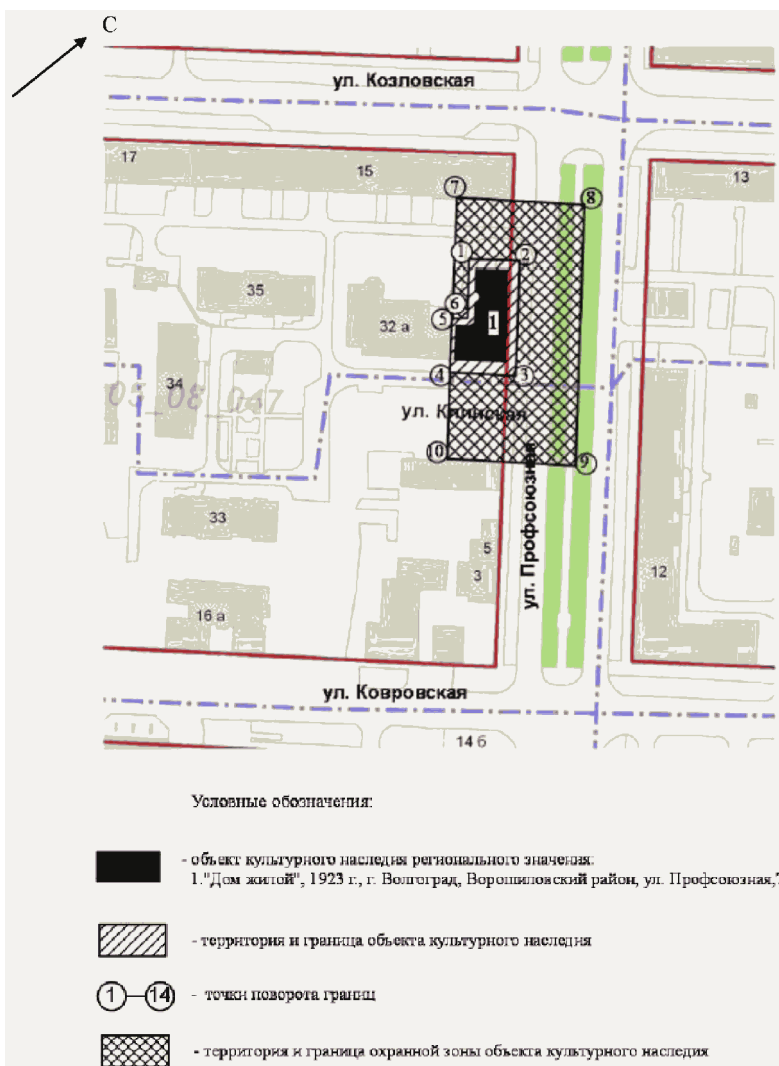 С
ул. Козловская
17
15
13
7
8
1
2
35
6
5
32 а
1
34
4
3
05_08_047
ул. Клинская
10
9
ул. Профсоюзная
33
5
3
12
16 а
ул. Ковровская
14 б
Условные обозначения:
- объект культурного наследия регионального значения:
1."Дом жилой", 1923 г., г. Волгоград, Ворошиловский район, ул. Профсоюзная,
- территория и граница объекта культурного наследия
1 14 - точки поворота границ
- территория и граница охранной зоны объекта культурного наследия